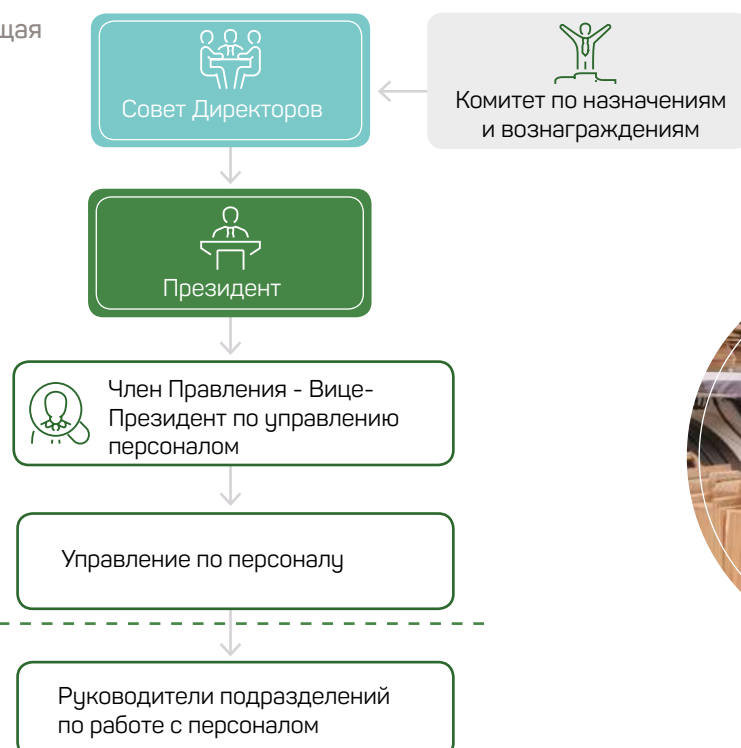 Совет Директоров
Комитет по назначениям
и вознаграждениям
Президент
Член Правления - Вице-
Президент по управлению
персоналом
Управление по персоналу
Руководители подразделений
по работе с персоналом